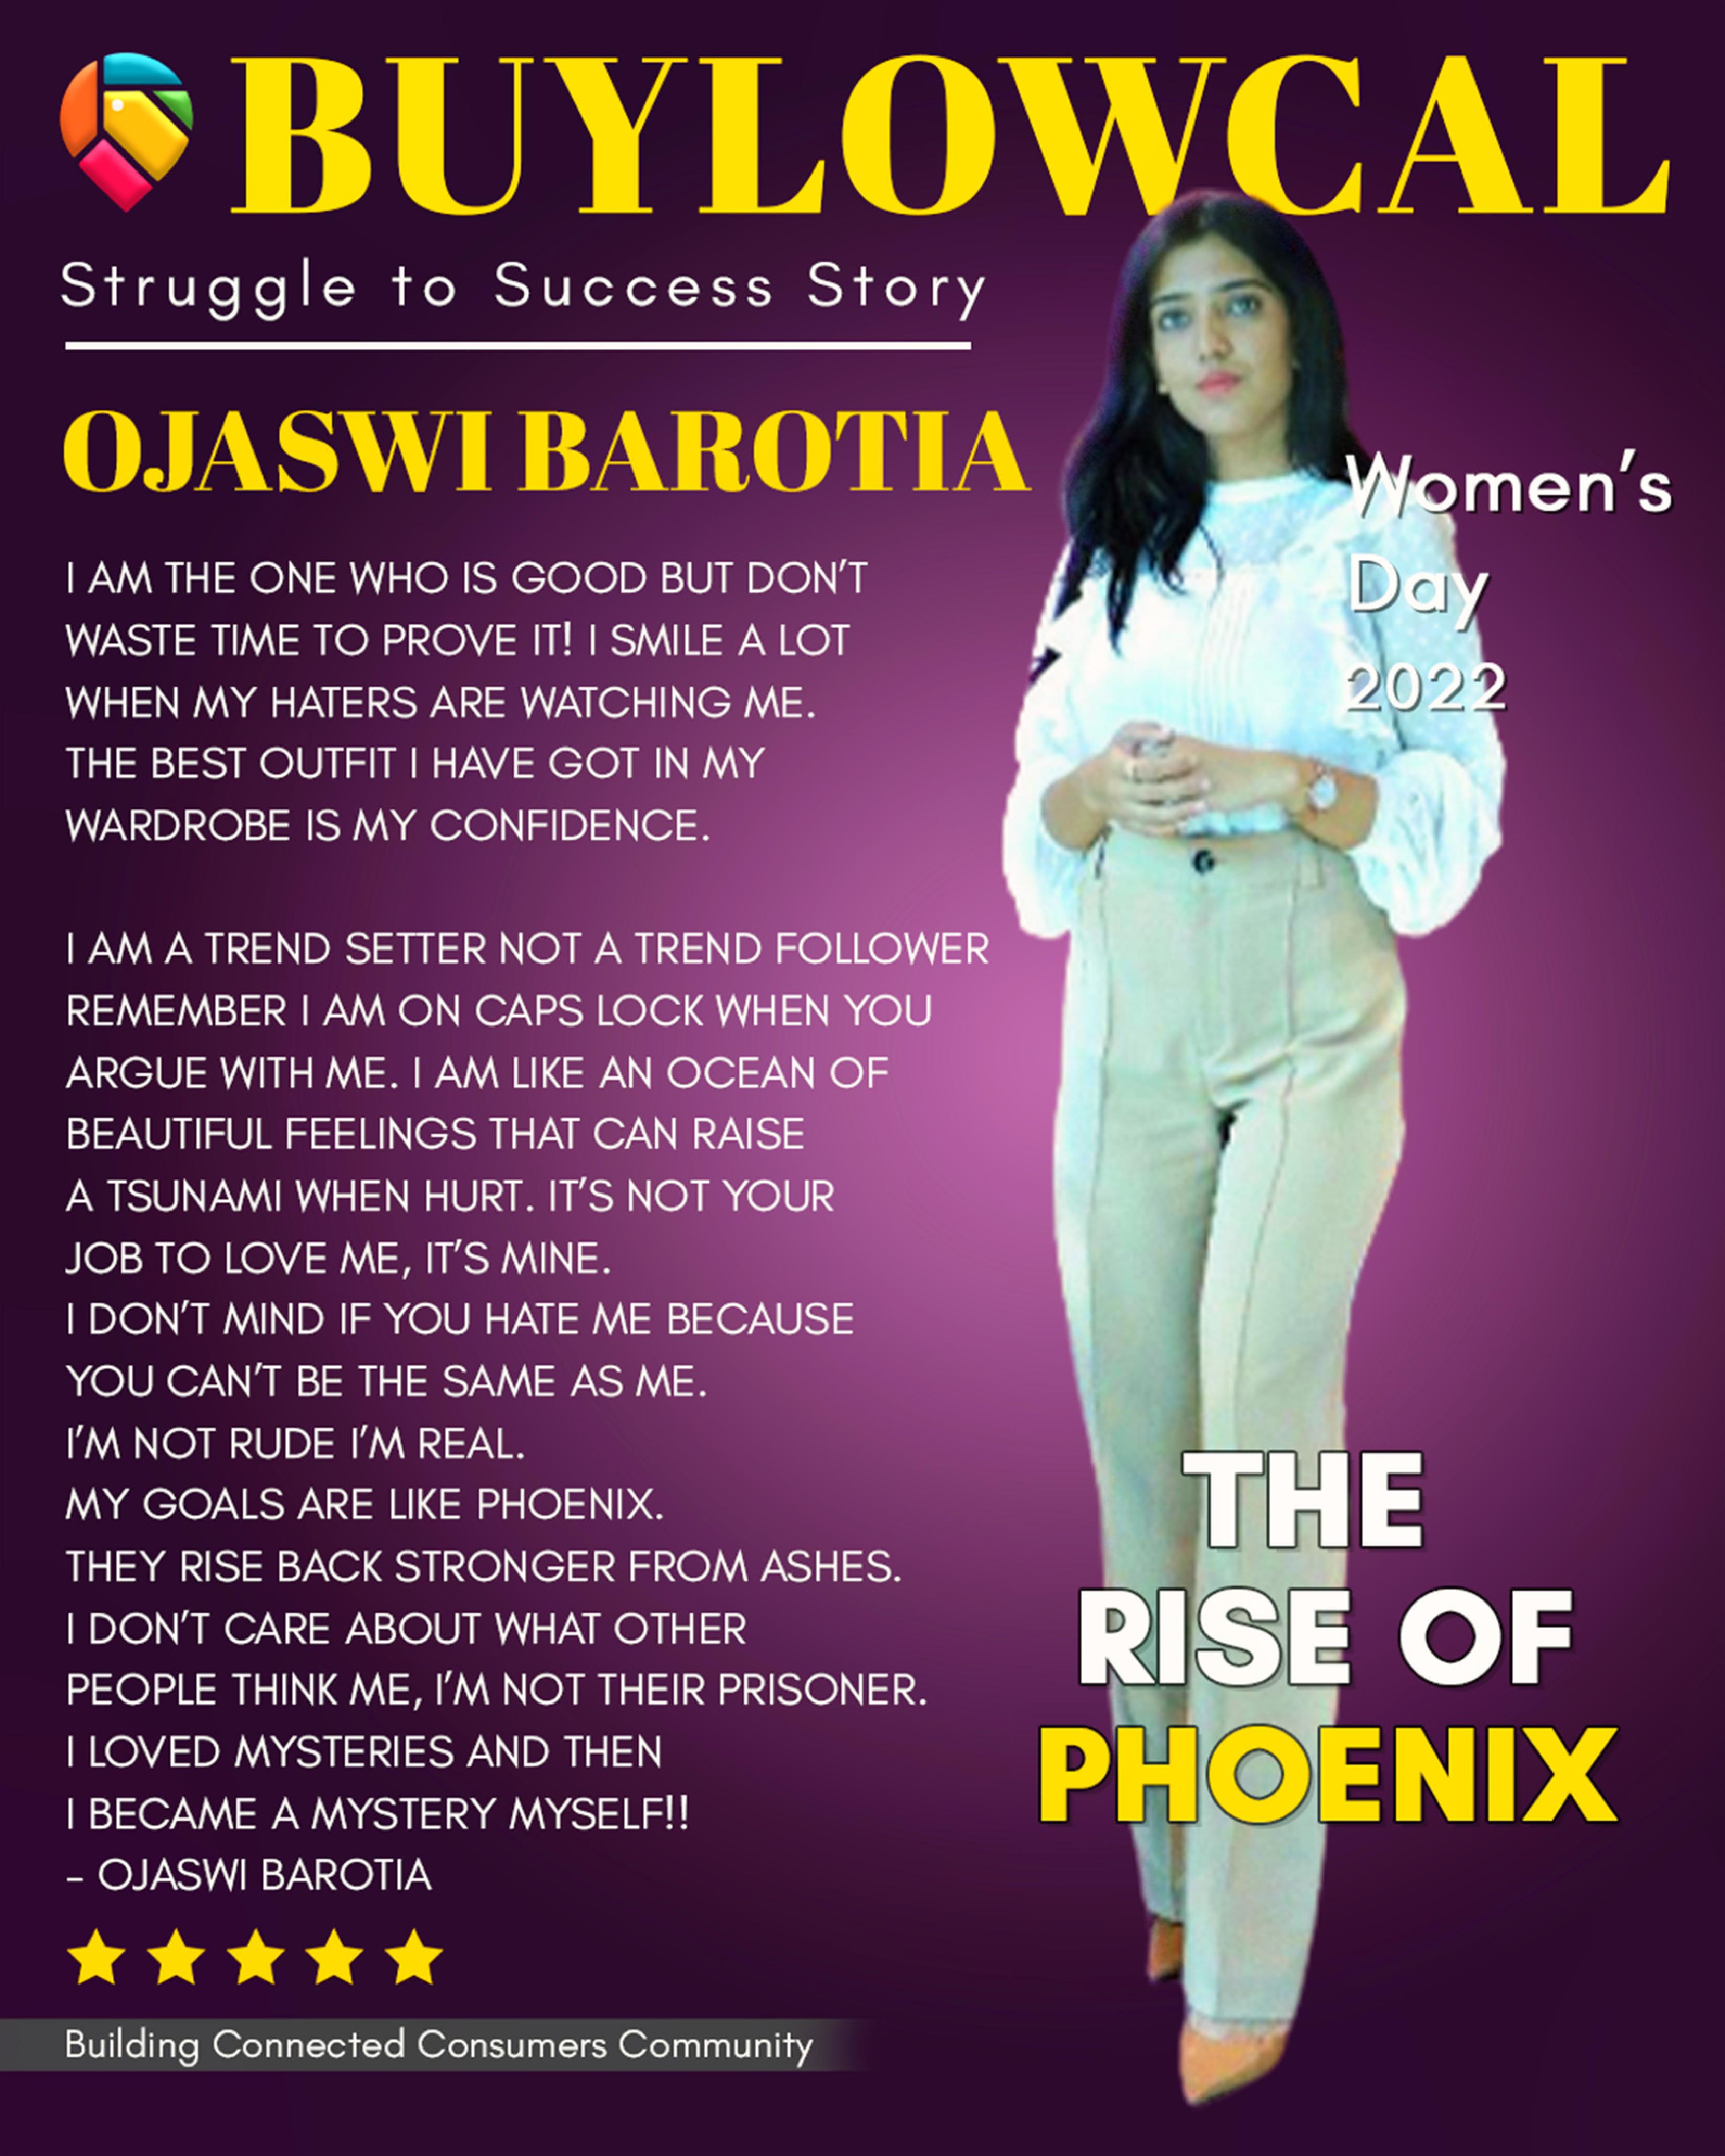 BUYLOWCAL
Struggle to Success Story
OJASWI BAROTIA
I AM THE ONE WHO IS GOOD BUT DON'T
WASTE TIME TO PROVE IT! I SMILE A LOT
WHEN MY HATERS ARE WATCHING ME.
THE BEST OUTFIT I HAVE GOT IN MY
WARDROBE IS MY CONFIDENCE.
I AM A TREND SETTER NOT A TREND FOLLOWER
REMEMBER I AM ON CAPS LOCK WHEN YOU
ARGUE WITH ME. I AM LIKE AN OCEAN OF
BEAUTIFUL FEELINGS THAT CAN RAISE
A TSUNAMI WHEN HURT. IT'S NOT YOUR
JOB TO LOVE ME, IT'S MINE.
I DON'T MIND IF YOU HATE ME BECAUSE
YOU CAN'T BE THE SAME AS ME.
I'M NOT RUDE I'M REAL.
MY GOALS ARE LIKE PHOENIX.
THEY RISE BACK STRONGER FROM ASHES.
I DON'T CARE ABOUT WHAT OTHER
PEOPLE THINK ME, I'M NOT THEIR PRISONER.
I LOVED MYSTERIES AND THEN
I BECAME A MYSTERY MYSELF!!
- OJASWI BAROTIA
Building Connected Consumers Community
Women's
Day
2022
THE
RISE OF
PHOENIX